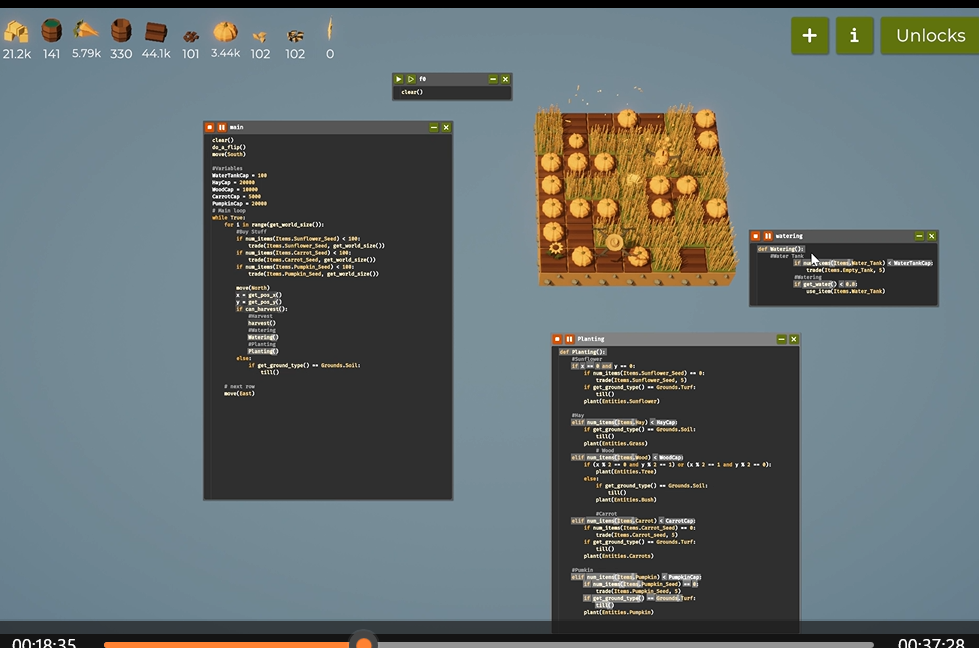 21.2k 141 5.79k 330 44.1k 101 3.44k 102 102 0
+ i Unlocks
f0
clear()
main
clear()
do_a_flip()
move(South)
#Variables
WaterTankCap = 100
HayCap = 20000
WoodCap = 10000
CarrotCap = 5000
PumpkinCap = 20000
# Main loop
while True:
for i in range(get_world_size()):
#Buy Stuff
if num_items(Items.Sunflower_Seed) < 100:
trade(Items.Sunflower_Seed, get_world_size())
if num_items(Items.Carrot_Seed) < 100:
trade(Items.Carrot_Seed, get_world_size())
if num_items(Items.Pumpkin_Seed) < 100:
trade(Items.Pumpkin_Seed, get_world_size())
move(North)
x = get_pos_x()
y = get_pos_y()
if can_harvest():
#Harvest
harvest()
#Watering
Watering()
#Planting
Planting()
else:
if get_ground_type() == Grounds.Soil:
till()
# next row
move(East)
watering
def Watering():
#Water Tank
if num_items(Items.Water_Tank) < WaterTankCap:
trade(Items.Empty_Tank, 5)
#Watering
if get_water() < 0.8:
use_item(Items.Water_Tank)
Planting
def Planting():
#Sunflower
if x == 0 and y == 0:
if num_items(Items.Sunflower_Seed) == 0:
trade(Items.Sunflower_Seed, 5)
if get_ground_type() == Grounds.Turf:
till()
plant(Entities.Sunflower)
#Hay
elif num_items(Items.Hay) < HayCap:
if get_ground_type() == Grounds.Soil:
till()
plant(Entities.Grass)
# Wood
elif num_items(Items.Wood) < WoodCap:
if (x % 2 == 0 and y % 2 == 1) or (x % 2 == 1 and y % 2 == 0):
plant(Entities.Tree)
else:
if get_ground_type() == Grounds.Soil:
till()
plant(Entities.Bush)
#Carrot
elif num_items(Items.Carrot) < CarrotCap:
if num_items(Items.Carrot_Seed) == 0:
trade(Items.Carrot_seed, 5)
if get_ground_type() == Grounds.Turf:
till()
plant(Entities.Carrots)
#Pumkin
elif num_items(Items.Pumpkin) < PumpkinCap:
if num_items(Items.Pumpkin_Seed) == 0:
trade(Items.Pumpkin_Seed, 5)
if get_ground_type() == Grounds.Turf:
till()
plant(Entities.Pumpkin)
00:18:35 00:37:28